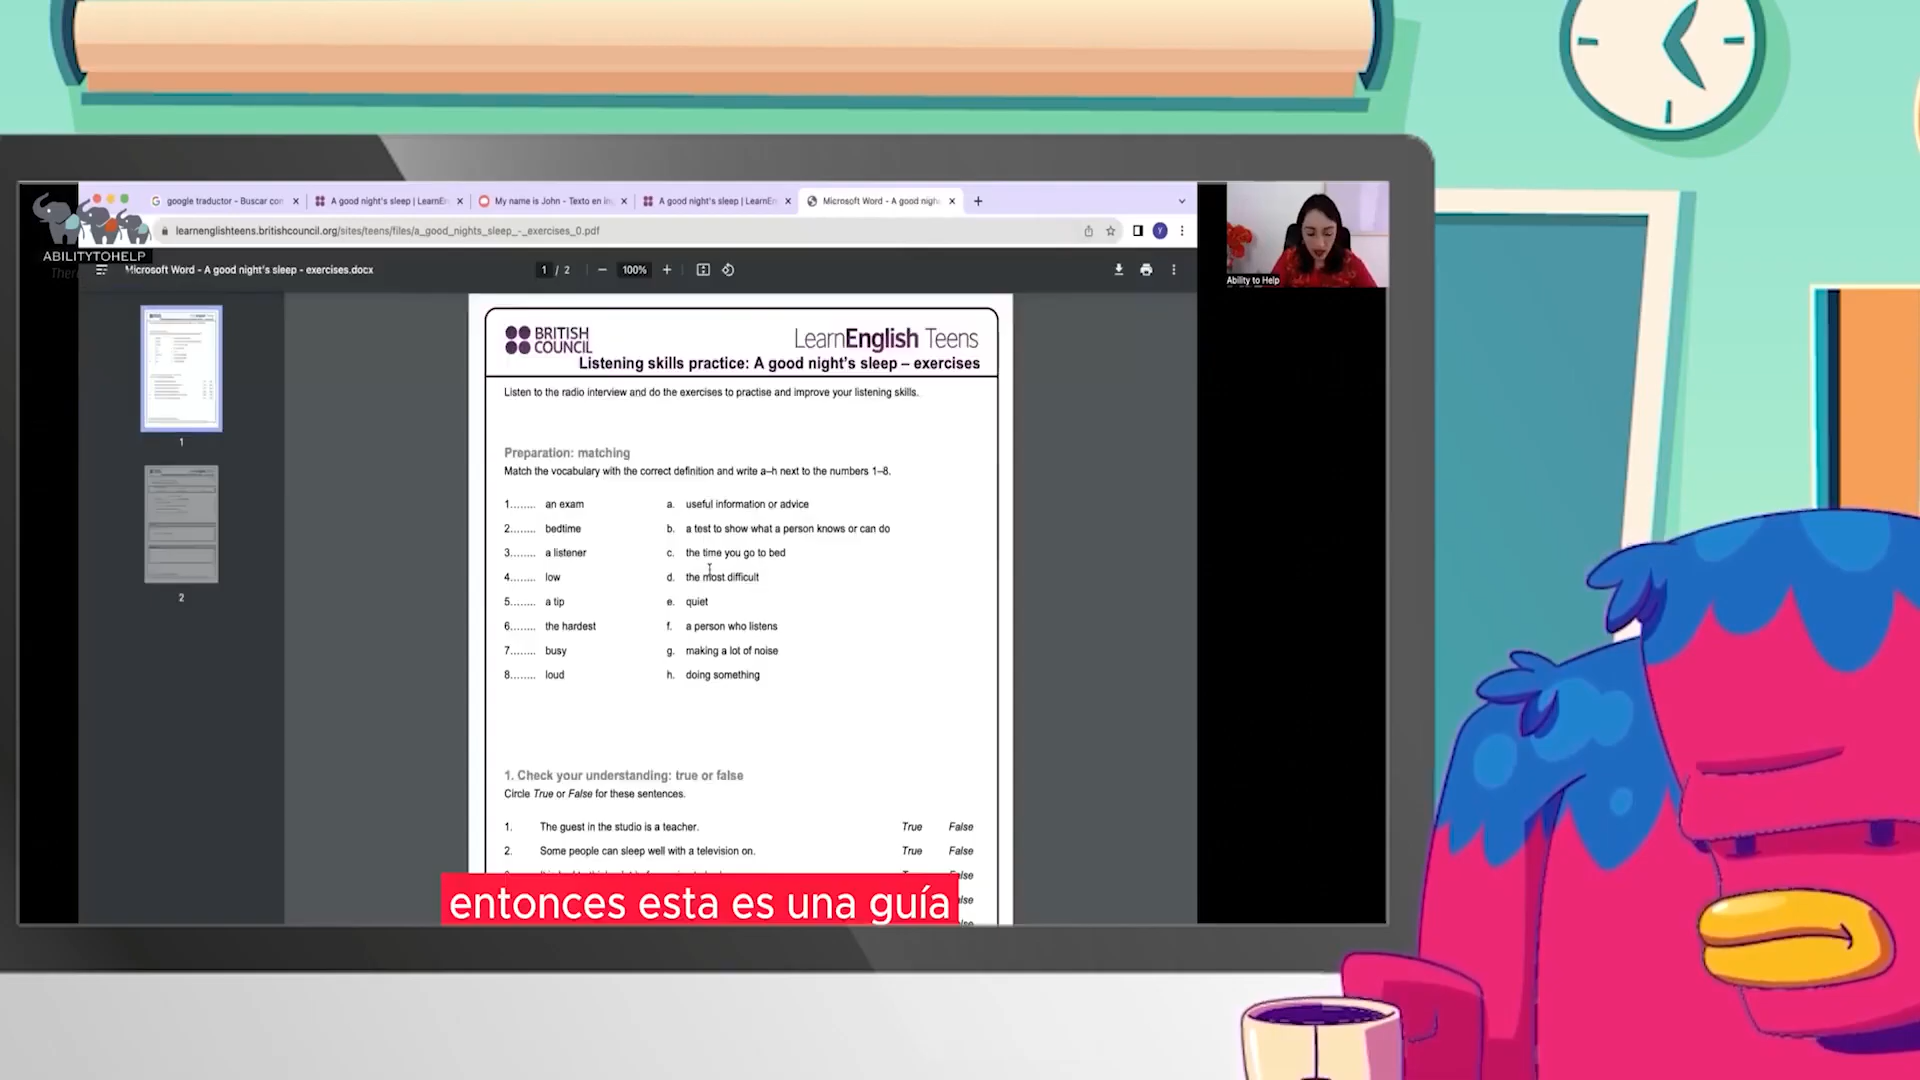 google traductor - Buscar con
A good night's sleep | LearnEn
My name is John - Texto en in
A good night's sleep | LearnEn
Microsoft Word - A good nigh
learnenglishteens.britishcouncil.org/sites/teens/files/a_good_nights_sleep_-_exercises_0.pdf
ABILITYTOHELP
Microsoft Word - A good night's sleep - exercises.docx
1 / 2
100%
Ability to Help
1
2
BRITISH
COUNCIL
LearnEnglish Teens
Listening skills practice: A good night's sleep – exercises
Listen to the radio interview and do the exercises to practise and improve your listening skills.
Preparation: matching
Match the vocabulary with the correct definition and write a–h next to the numbers 1–8.
1........ an exam a. useful information or advice
2........ bedtime b. a test to show what a person knows or can do
3........ a listener c. the time you go to bed
4........ low d. the most difficult
5........ a tip e. quiet
6........ the hardest f. a person who listens
7........ busy g. making a lot of noise
8........ loud h. doing something
1. Check your understanding: true or false
Circle True or False for these sentences.
1. The guest in the studio is a teacher. True False
2. Some people can sleep well with a television on. True False
entonces esta es una guía